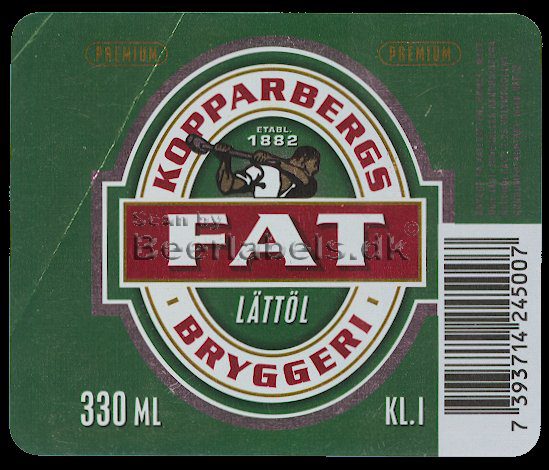 PREMIUM
PREMIUM
KOPPARBERGS
ETABL.
1882
Scan by
FAT
©
Beerlabels.dk
LÄTTÖL
BRYGGERI
330 ML
KL.I
7 393714 245007